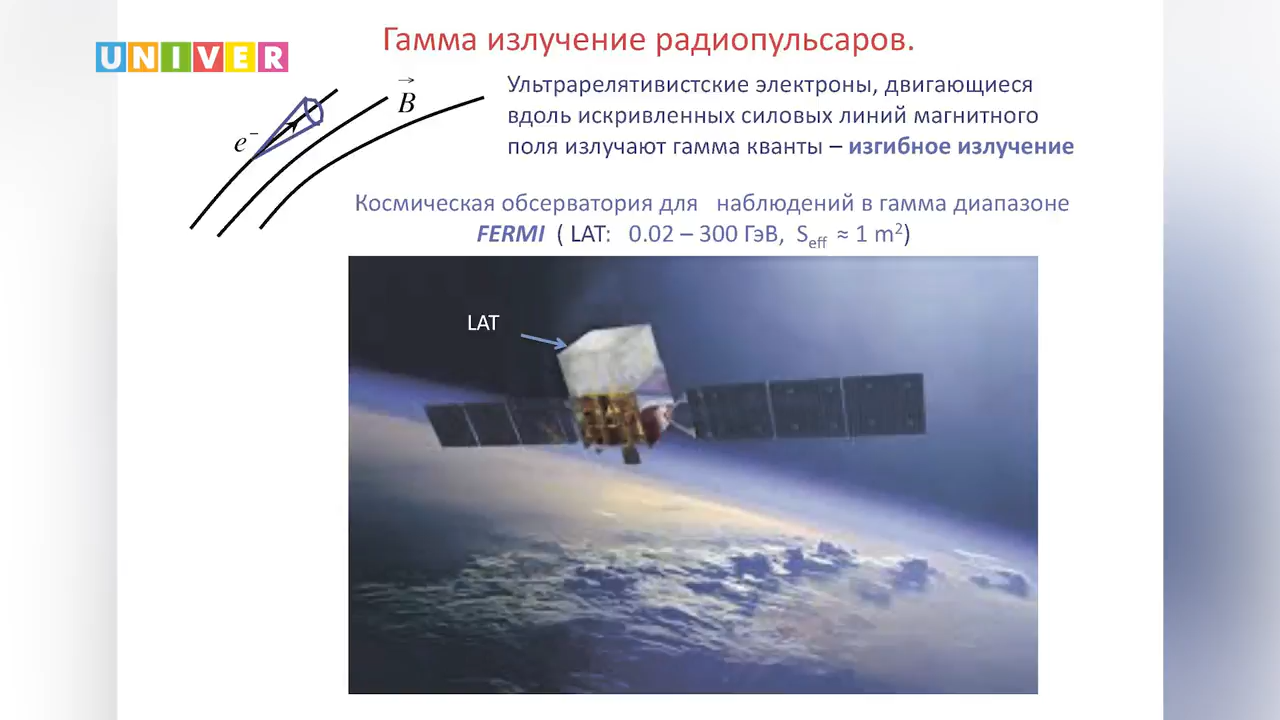 Гамма излучение радиопульсаров.
UNIVER
Ультрарелятивистские электроны, двигающиеся
вдоль искривленных силовых линий магнитного
поля излучают гамма кванты – изгибное излучение
B
e⁻
Космическая обсерватория для наблюдений в гамма диапазоне
FERMI ( LAT: 0.02 – 300 ГэВ, Seff ≈ 1 m²)
LAT